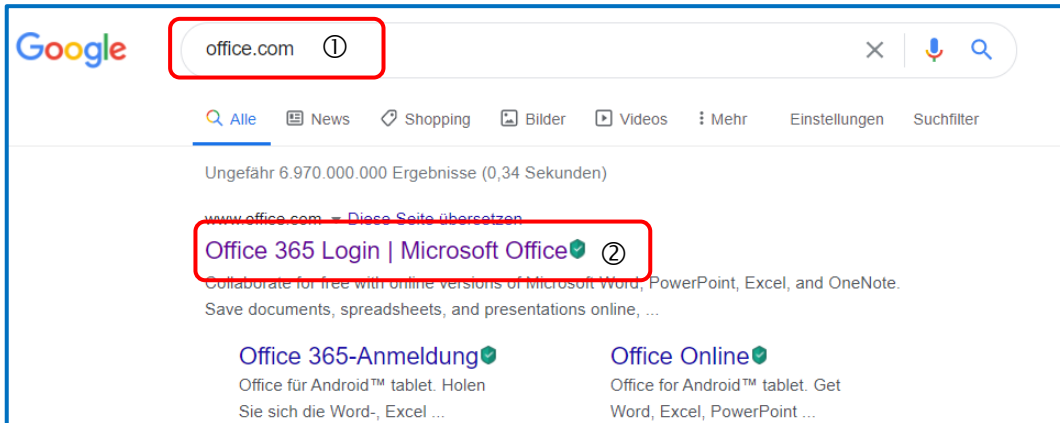 Google office.com ①
Alle News Shopping Bilder Videos Mehr Einstellungen Suchfilter
Ungefähr 6.970.000.000 Ergebnisse (0,34 Sekunden)
www.office.com Diese Seite übersetzen
Office 365 Login | Microsoft Office ②
Collaborate for free with online versions of Microsoft Word, PowerPoint, Excel, and OneNote.
Save documents, spreadsheets, and presentations online, ...
Office 365-Anmeldung
Office für Android™ tablet. Holen
Sie sich die Word-, Excel ...
Office Online
Office for Android™ tablet. Get
Word, Excel, PowerPoint ...